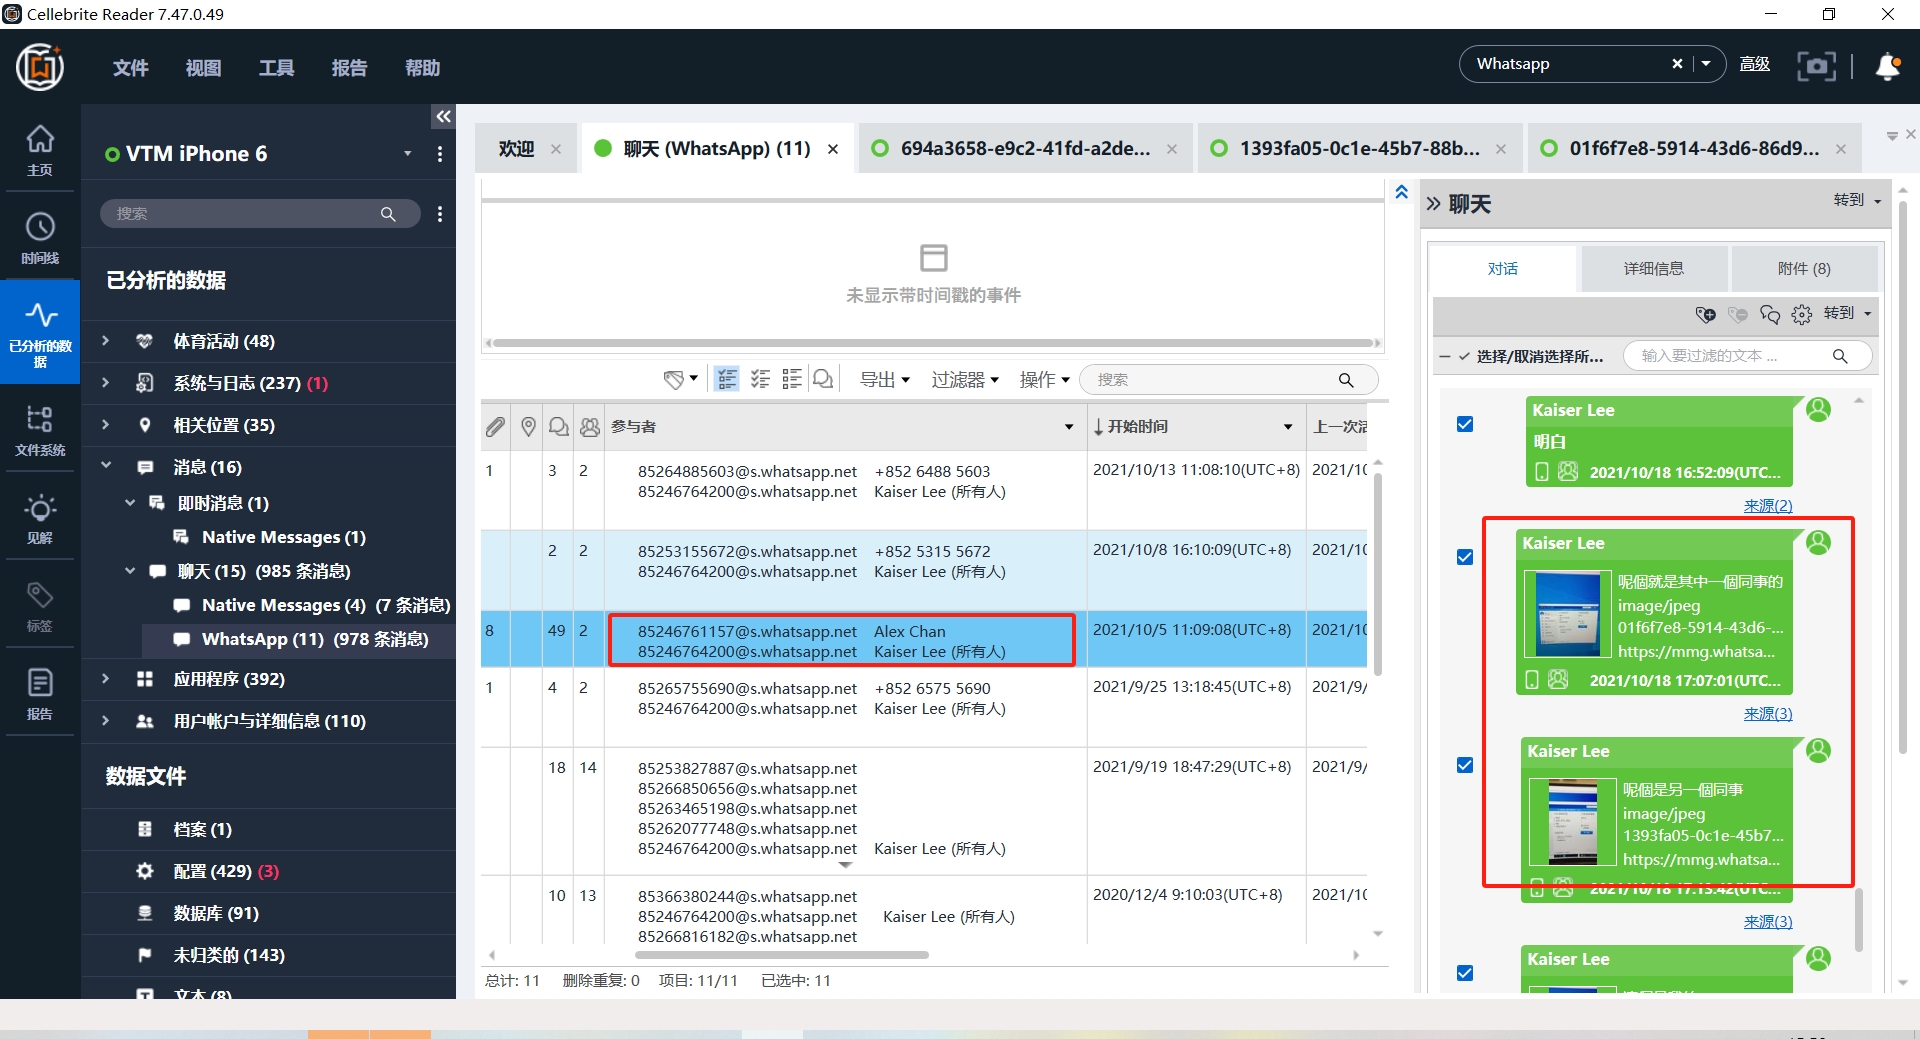 Cellebrite Reader 7.47.0.49
文件 视图 工具 报告 帮助
Whatsapp
高级
主页
时间线
已分析的数据
文件系统
见解
标签
报告
VTM iPhone 6
搜索
已分析的数据
体育活动 (48)
系统与日志 (237) (1)
相关位置 (35)
消息 (16)
即时消息 (1)
Native Messages (1)
聊天 (15) (985 条消息)
Native Messages (4) (7 条消息)
WhatsApp (11) (978 条消息)
应用程序 (392)
用户帐户与详细信息 (110)
数据文件
档案 (1)
配置 (429) (3)
数据库 (91)
未归类的 (143)
文本 (8)
欢迎
聊天 (WhatsApp) (11)
694a3658-e9c2-41fd-a2de...
1393fa05-0c1e-45b7-88b...
01f6f7e8-5914-43d6-86d9...
未显示带时间戳的事件
导出 过滤器 操作 搜索
参与者 开始时间 上一次活
1 3 2 85264885603@s.whatsapp.net +852 6488 5603 2021/10/13 11:08:10(UTC+8) 2021/10
85246764200@s.whatsapp.net Kaiser Lee (所有人)
2 2 85253155672@s.whatsapp.net +852 5315 5672 2021/10/8 16:10:09(UTC+8) 2021/10
85246764200@s.whatsapp.net Kaiser Lee (所有人)
8 49 2 85246761157@s.whatsapp.net Alex Chan 2021/10/5 11:09:08(UTC+8) 2021/10
85246764200@s.whatsapp.net Kaiser Lee (所有人)
1 4 2 85265755690@s.whatsapp.net +852 6575 5690 2021/9/25 13:18:45(UTC+8) 2021/9/
85246764200@s.whatsapp.net Kaiser Lee (所有人)
18 14 85253827887@s.whatsapp.net 2021/9/19 18:47:29(UTC+8) 2021/9/
85266850656@s.whatsapp.net
85263465198@s.whatsapp.net
85262077748@s.whatsapp.net
85246764200@s.whatsapp.net Kaiser Lee (所有人)
10 13 85366380244@s.whatsapp.net 2020/12/4 9:10:03(UTC+8) 2021/10
85246764200@s.whatsapp.net Kaiser Lee (所有人)
85266816182@s.whatsapp.net
总计: 11 删除重复: 0 项目: 11/11 已选中: 11
聊天
转到
对话 详细信息 附件 (8)
转到
选择/取消选择所... 输入要过滤的文本 ...
Kaiser Lee
明白
2021/10/18 16:52:09(UTC...
来源(2)
Kaiser Lee
呢個就是其中一個同事的
image/jpeg
01f6f7e8-5914-43d6-...
https://mmg.whatsa...
2021/10/18 17:07:01(UTC...
来源(3)
Kaiser Lee
呢個是另一個同事
image/jpeg
1393fa05-0c1e-45b7...
https://mmg.whatsa...
2021/10/18 17:13:42(UTC...
来源(3)
Kaiser Lee